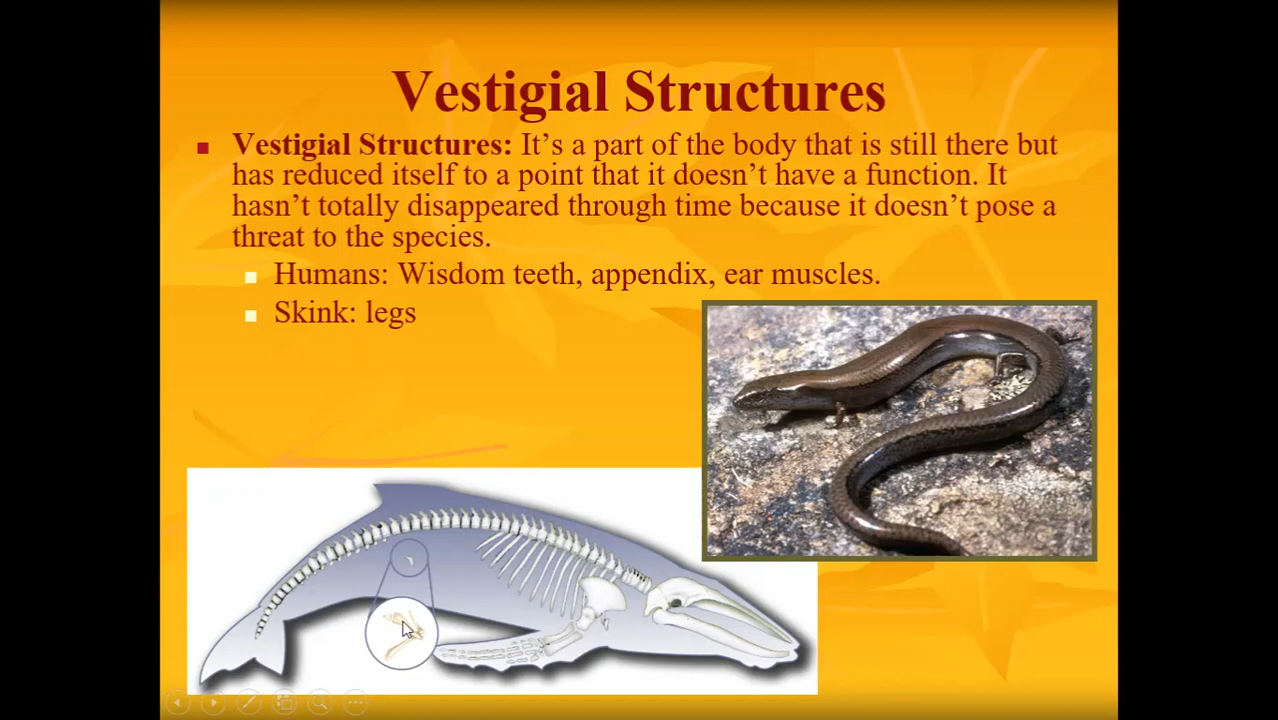 Vestigial Structures
Vestigial Structures: It’s a part of the body that is still there but
has reduced itself to a point that it doesn’t have a function. It
hasn’t totally disappeared through time because it doesn’t pose a
threat to the species.
Humans: Wisdom teeth, appendix, ear muscles.
Skink: legs